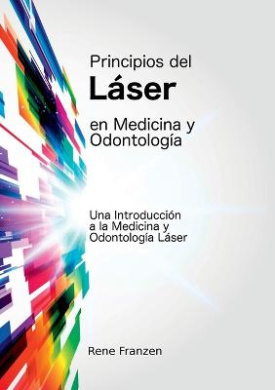 Principios del
Láser
en Medicina y
Odontología
Una Introducción
a la Medicina y
Odontología Láser
Rene Franzen